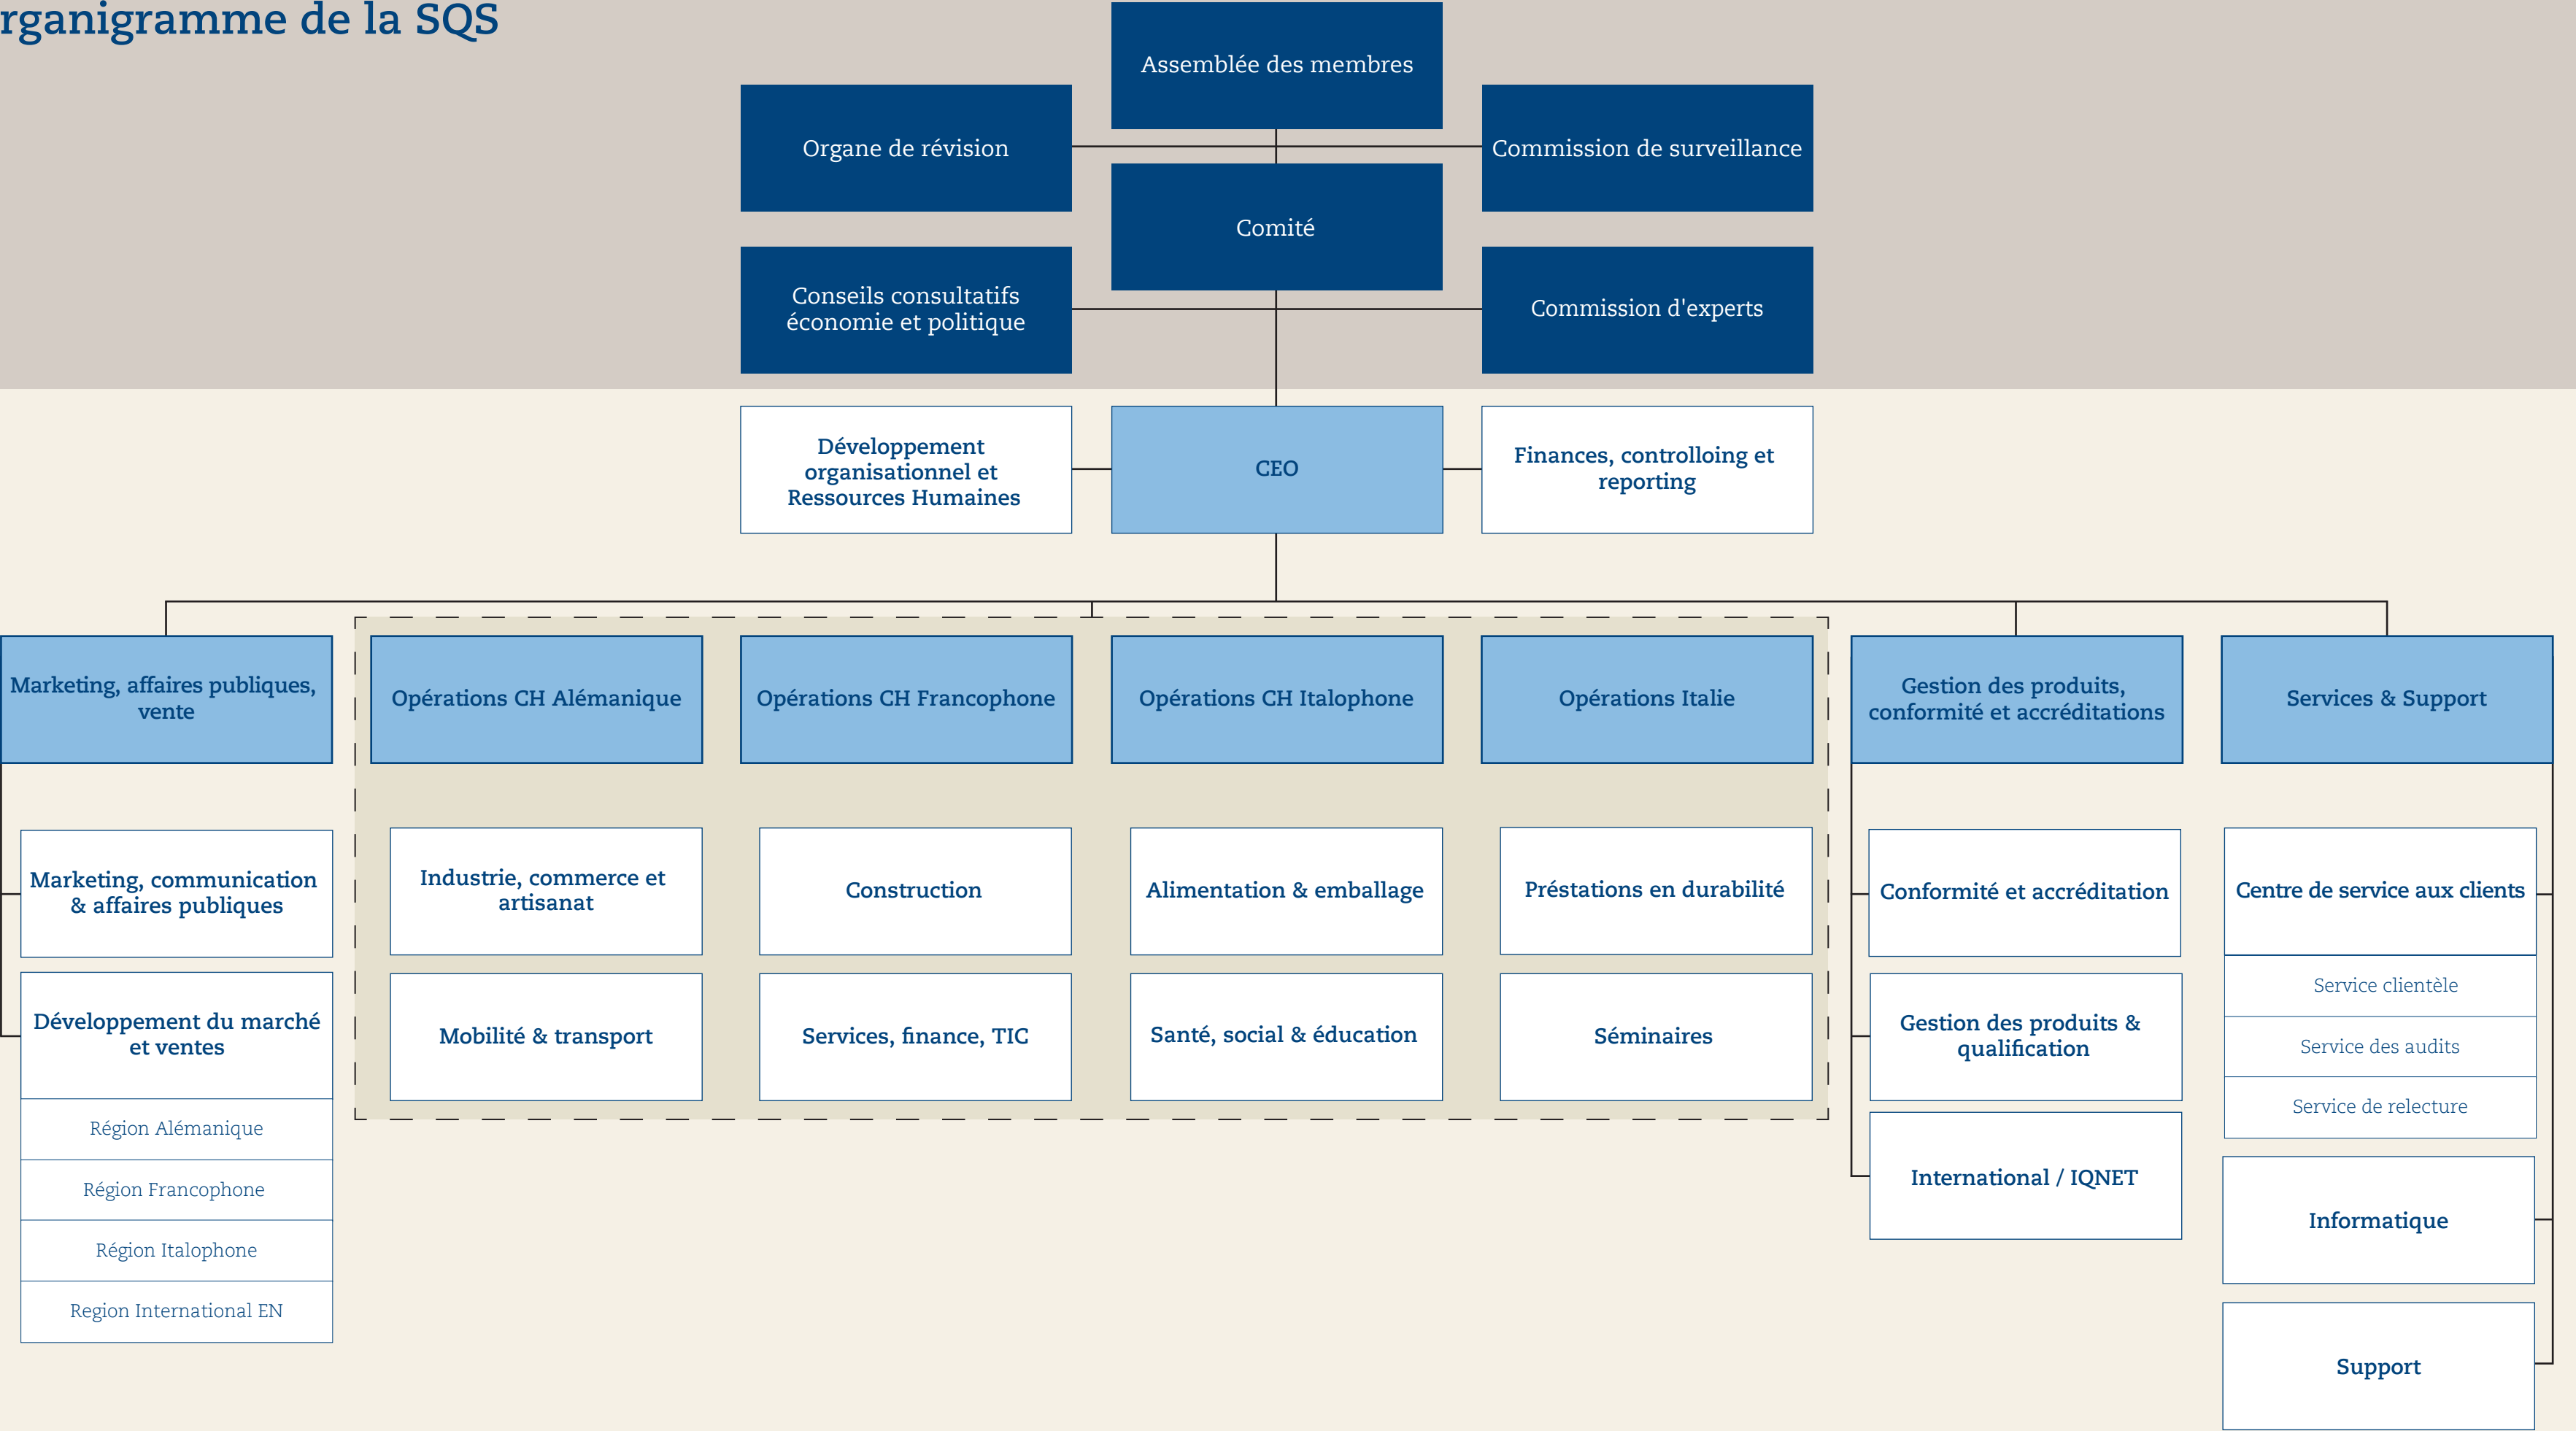 rganigramme de la SQS
Assemblée des membres
Organe de révision
Commission de surveillance
Comité
Conseils consultatifs
économie et politique
Commission d'experts
Développement
organisationnel et
Ressources Humaines
CEO
Finances, controlloing et
reporting
Marketing, affaires publiques,
vente
Opérations CH Alémanique
Opérations CH Francophone
Opérations CH Italophone
Opérations Italie
Gestion des produits,
conformité et accréditations
Services & Support
Marketing, communication
& affaires publiques
Industrie, commerce et
artisanat
Construction
Alimentation & emballage
Préstations en durabilité
Conformité et accréditation
Centre de service aux clients
Développement du marché
et ventes
Mobilité & transport
Services, finance, TIC
Santé, social & éducation
Séminaires
Gestion des produits &
qualification
Service clientèle
Service des audits
Service de relecture
Région Alémanique
Région Francophone
Région Italophone
Region International EN
International / IQNET
Informatique
Support